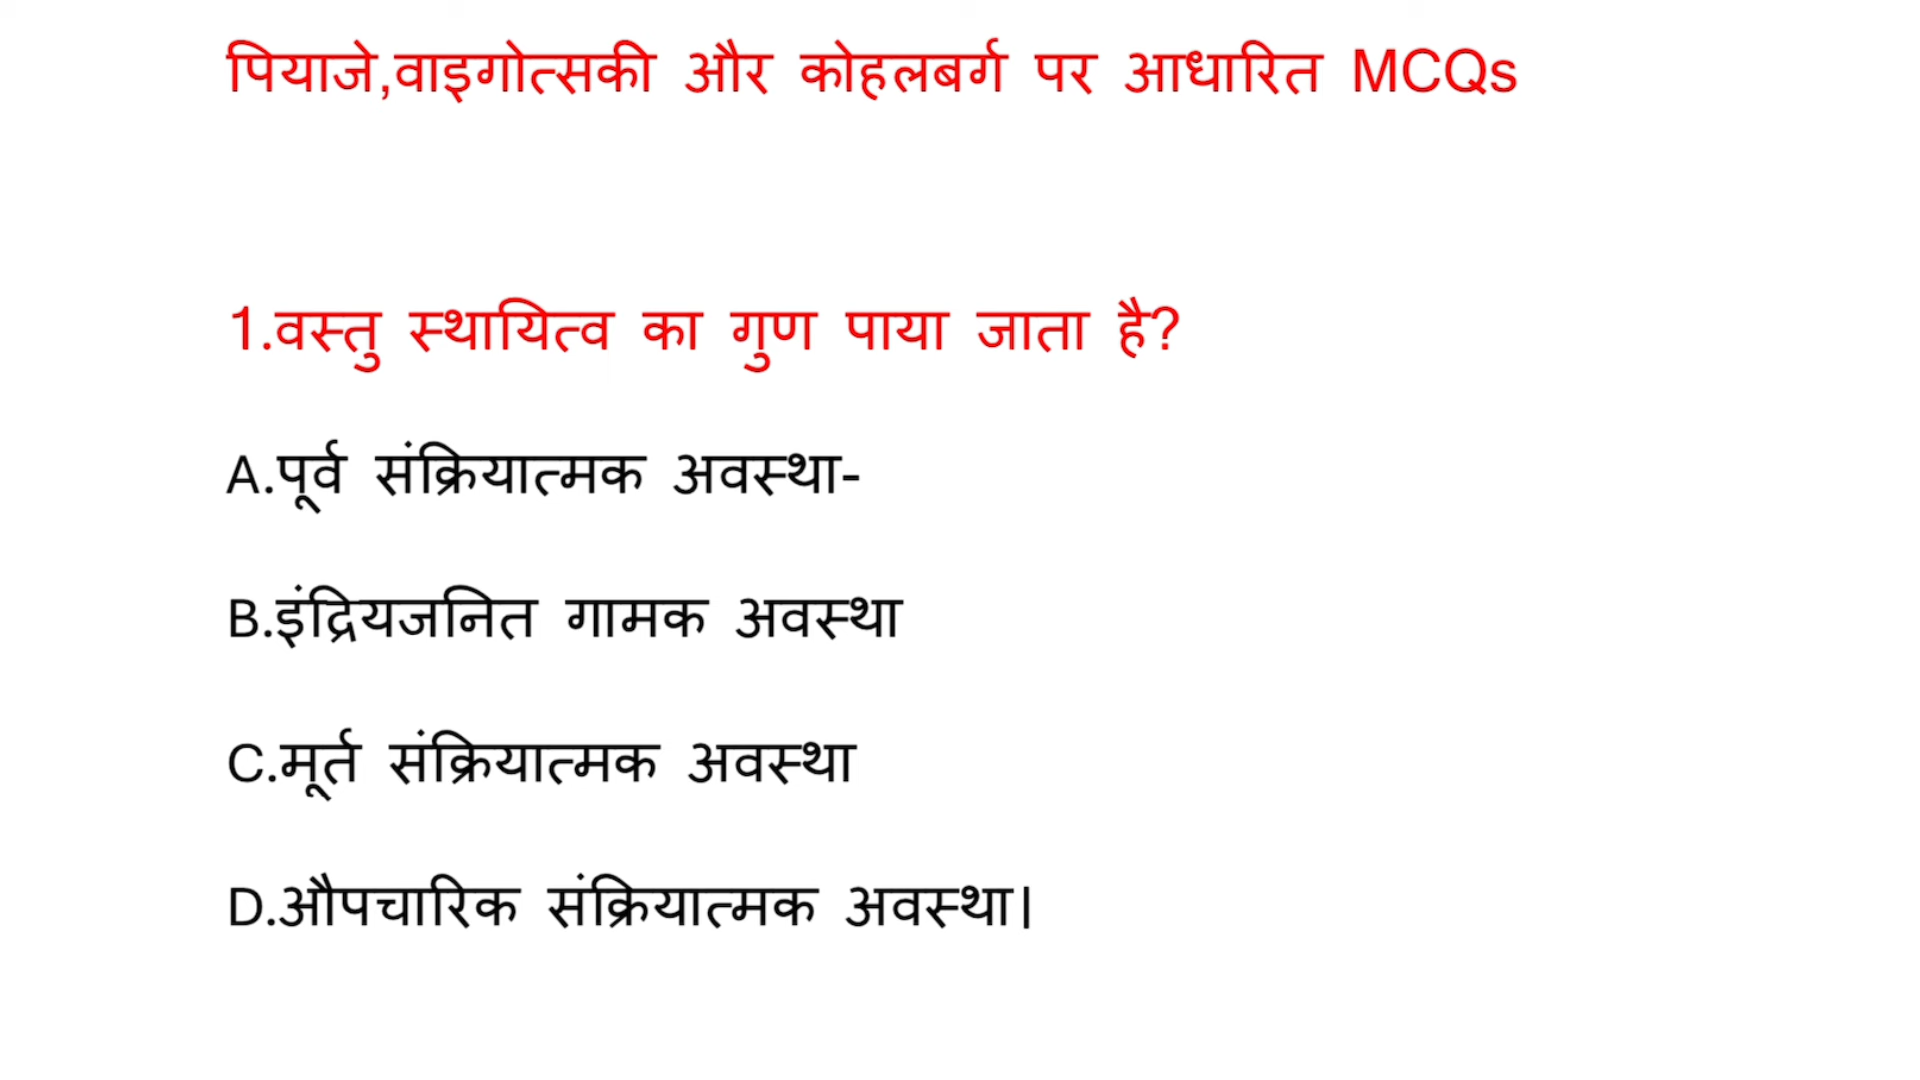 पियाजे,वाइगोत्सकी और कोहलबर्ग पर आधारित MCQs
1.वस्तु स्थायित्व का गुण पाया जाता है?
A.पूर्व संक्रियात्मक अवस्था-
B.इंद्रियजनित गामक अवस्था
C.मूर्त संक्रियात्मक अवस्था
D.औपचारिक संक्रियात्मक अवस्था।